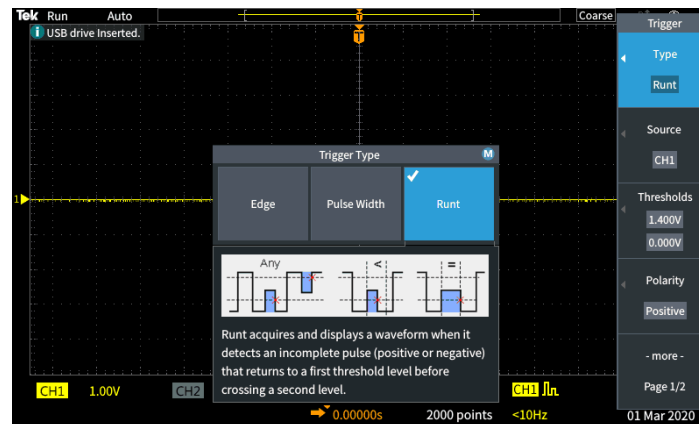 Tek Run Auto Coarse
T
i USB drive Inserted.
T
Trigger
Type
Runt
Source
CH1
Thresholds
1.400V
0.000V
Polarity
Positive
- more -
Page 1/2
1
Trigger Type M
Edge Pulse Width Runt
Any < =
Runt acquires and displays a waveform when it
detects an incomplete pulse (positive or negative)
that returns to a first threshold level before
crossing a second level.
CH1 1.00V CH2 CH1
0.00000s 2000 points <10Hz 01 Mar 2020